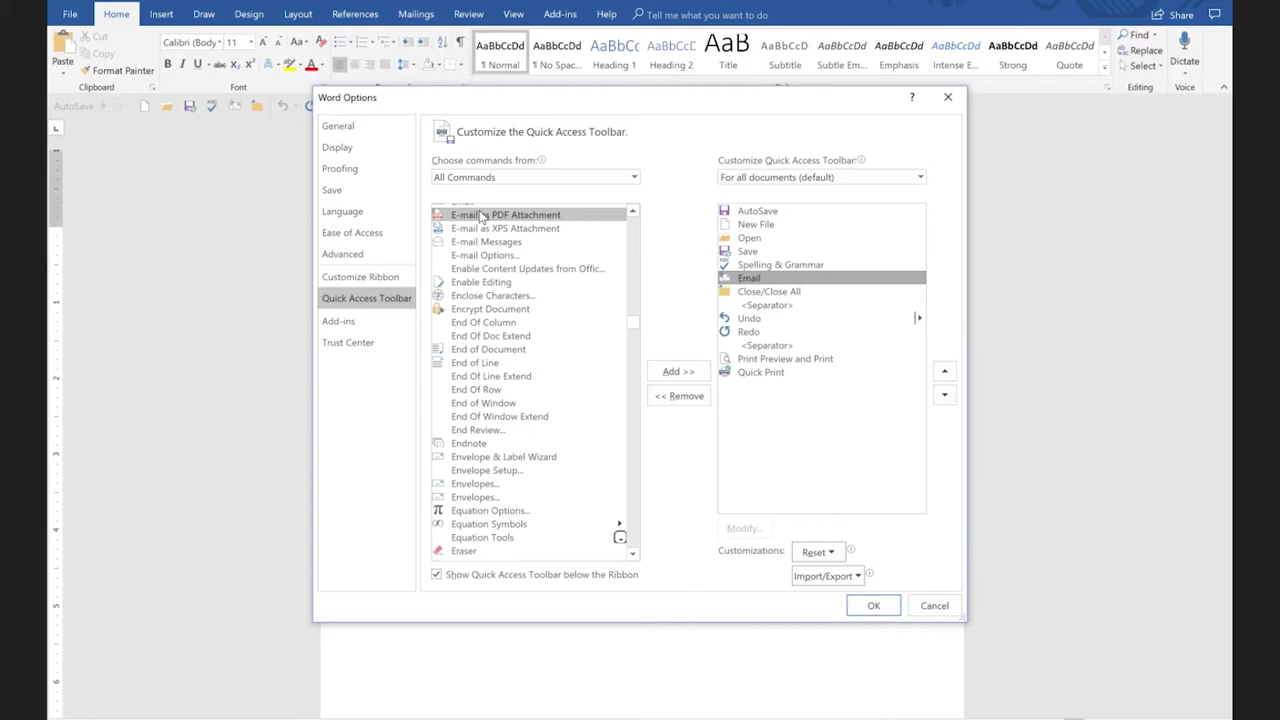 File Home Insert Draw Design Layout References Mailings Review View Add-ins Help Tell me what you want to do Share
Cut
Copy
Paste
Format Painter
Clipboard
Calibri (Body 11
Aa
B I U abc X₂ X²
Font
AaBbCcDd AaBbCcDd AaBbCc AaBbCcD AaB AaBbCcD AaBbCcDd AaBbCcDd AaBbCcDd AaBbCcDd AaBbCcDd
¶ Normal ¶ No Spac... Heading 1 Heading 2 Title Subtitle Subtle Em... Emphasis Intense E... Strong Quote
Find
Replace
Select
Editing
Dictate
Voice
AutoSave
Word Options
General
Display
Proofing
Save
Language
Ease of Access
Advanced
Customize Ribbon
Quick Access Toolbar
Add-ins
Trust Center
Customize the Quick Access Toolbar.
Choose commands from:
All Commands
E-mail as PDF Attachment
E-mail as XPS Attachment
E-mail Messages
E-mail Options...
Enable Content Updates from Offic...
Enable Editing
Enclose Characters...
Encrypt Document
End Of Column
End Of Doc Extend
End of Document
End of Line
End Of Line Extend
End Of Row
End of Window
End Of Window Extend
End Review...
Endnote
Envelope & Label Wizard
Envelope Setup...
Envelopes...
Envelopes...
Equation Options...
Equation Symbols
Equation Tools
Eraser
Show Quick Access Toolbar below the Ribbon
Add >>
<< Remove
Customize Quick Access Toolbar:
For all documents (default)
AutoSave
New File
Open
Save
Spelling & Grammar
Email
Close/Close All
<Separator>
Undo
Redo
<Separator>
Print Preview and Print
Quick Print
Modify...
Customizations: Reset
Import/Export
OK Cancel